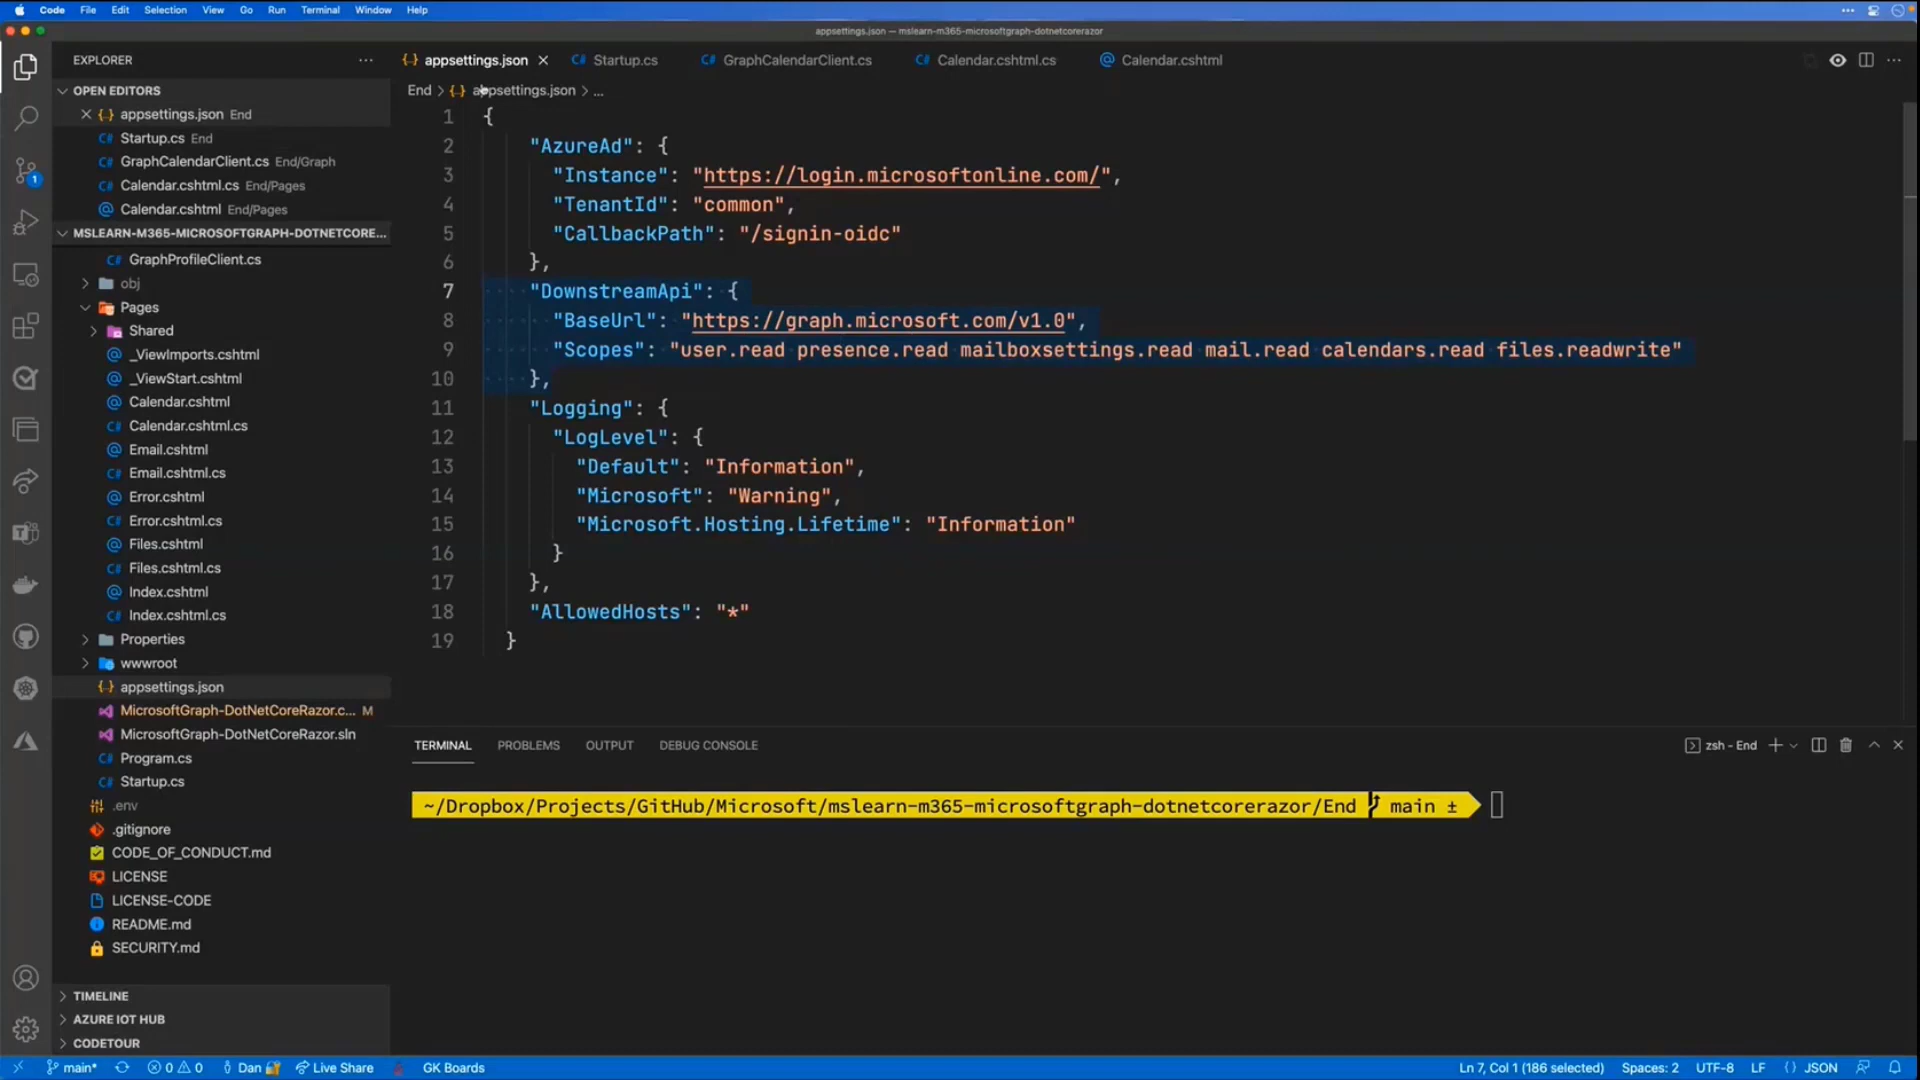 Code File Edit Selection View Go Run Terminal Window Help
appsettings.json — mslearn-m365-microsoftgraph-dotnetcorerazor
EXPLORER
OPEN EDITORS
appsettings.json End
Startup.cs End
GraphCalendarClient.cs End/Graph
Calendar.cshtml.cs End/Pages
Calendar.cshtml End/Pages
MSLEARN-M365-MICROSOFTGRAPH-DOTNETCORE...
GraphProfileClient.cs
obj
Pages
Shared
_ViewImports.cshtml
_ViewStart.cshtml
Calendar.cshtml
Calendar.cshtml.cs
Email.cshtml
Email.cshtml.cs
Error.cshtml
Error.cshtml.cs
Files.cshtml
Files.cshtml.cs
Index.cshtml
Index.cshtml.cs
Properties
wwwroot
appsettings.json
MicrosoftGraph-DotNetCoreRazor.c... M
MicrosoftGraph-DotNetCoreRazor.sln
Program.cs
Startup.cs
.env
.gitignore
CODE_OF_CONDUCT.md
LICENSE
LICENSE-CODE
README.md
SECURITY.md
TIMELINE
AZURE IOT HUB
CODETOUR
appsettings.json Startup.cs GraphCalendarClient.cs Calendar.cshtml.cs Calendar.cshtml
End > {} appsettings.json > ...
1 {
2 "AzureAd": {
3 "Instance": "https://login.microsoftonline.com/",
4 "TenantId": "common",
5 "CallbackPath": "/signin-oidc"
6 },
7 "DownstreamApi": {
8 "BaseUrl": "https://graph.microsoft.com/v1.0",
9 "Scopes": "user.read presence.read mailboxsettings.read mail.read calendars.read files.readwrite"
10 },
11 "Logging": {
12 "LogLevel": {
13 "Default": "Information",
14 "Microsoft": "Warning",
15 "Microsoft.Hosting.Lifetime": "Information"
16 }
17 },
18 "AllowedHosts": "*"
19 }
TERMINAL PROBLEMS OUTPUT DEBUG CONSOLE
zsh - End
~/Dropbox/Projects/GitHub/Microsoft/mslearn-m365-microsoftgraph-dotnetcorerazor/End main ±
main* 0 0 Dan Live Share GK Boards
Ln 7, Col 1 (186 selected) Spaces: 2 UTF-8 LF {} JSON
1